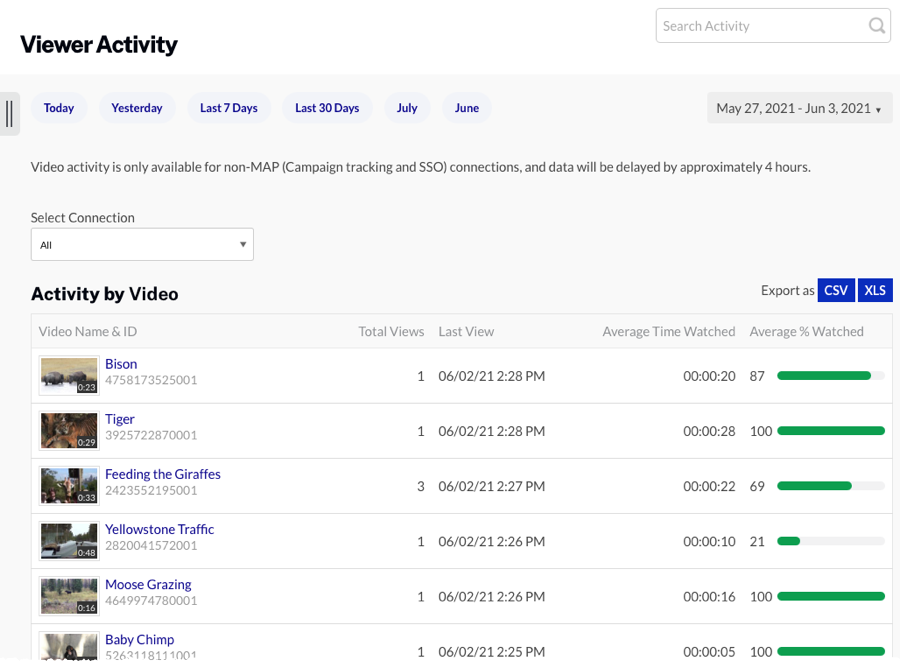 Viewer Activity
Search Activity
Today Yesterday Last 7 Days Last 30 Days July June May 27, 2021 - Jun 3, 2021
Video activity is only available for non-MAP (Campaign tracking and SSO) connections, and data will be delayed by approximately 4 hours.
Select Connection
All
Activity by Video Export as CSV XLS
Video Name & ID Total Views Last View Average Time Watched Average % Watched
0:23 Bison 1 06/02/21 2:28 PM 00:00:20 87
4758173525001
0:29 Tiger 1 06/02/21 2:28 PM 00:00:28 100
3925722870001
0:33 Feeding the Giraffes 3 06/02/21 2:27 PM 00:00:22 69
2423552195001
0:48 Yellowstone Traffic 1 06/02/21 2:26 PM 00:00:10 21
2820041572001
0:16 Moose Grazing 1 06/02/21 2:26 PM 00:00:16 100
4649974780001
Baby Chimp 1 06/02/21 2:25 PM 00:00:05 100
5263118111001